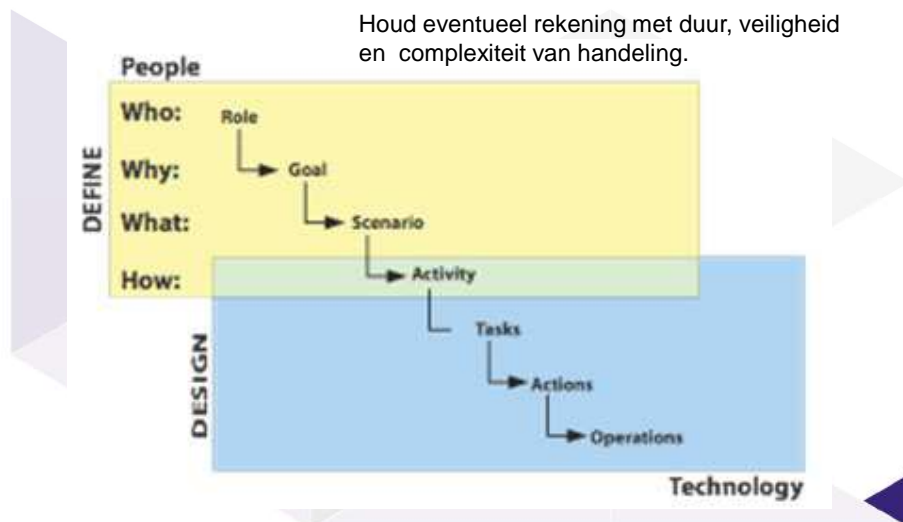 Houd eventueel rekening met duur, veiligheid
en complexiteit van handeling.
People
DEFINE
Who: Role
Why: Goal
What: Scenario
How: Activity
DESIGN
Tasks
Actions
Operations
Technology